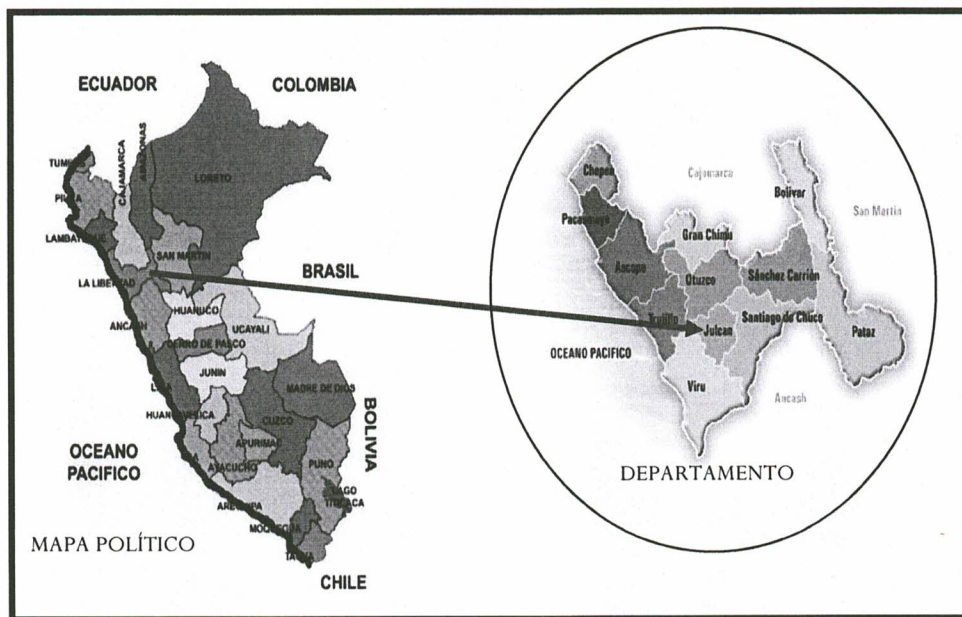 ECUADOR
COLOMBIA
TUMBES
PIURA
CAJAMARCA
AMAZONAS
LORETO
LAMBAYEQUE
SAN MARTIN
LA LIBERTAD
BRASIL
ANCASH
HUANUCO
UCAYALI
CERRO DE PASCO
JUNIN
LIMA
MADRE DE DIOS
HUANCAVELICA
CUZCO
BOLIVIA
OCEANO
PACIFICO
APURIMAC
AYACUCHO
PUNO
LAGO
TITICACA
AREQUIPA
MOQUEGUA
TACNA
MAPA POLÍTICO
CHILE
Chepen
Cajamarca
Bolivar
San Martin
Pacasmayo
Gran Chimu
Ascope
Otuzco
Sánchez Carrión
Trujillo
Julcan
Santiago de Chuco
Pataz
OCEANO PACIFICO
Viru
Ancash
DEPARTAMENTO